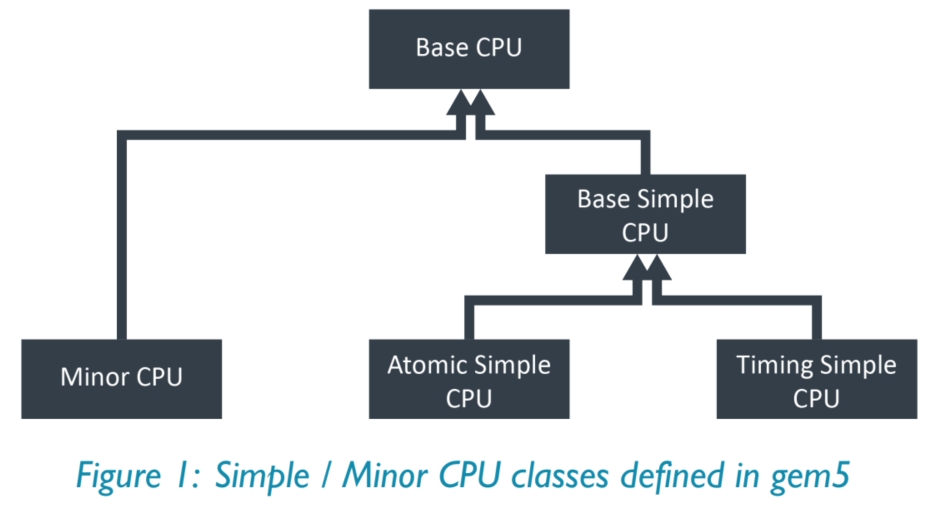 Base CPU
Base Simple
CPU
Minor CPU
Atomic Simple
CPU
Timing Simple
CPU
Figure 1: Simple / Minor CPU classes defined in gem5